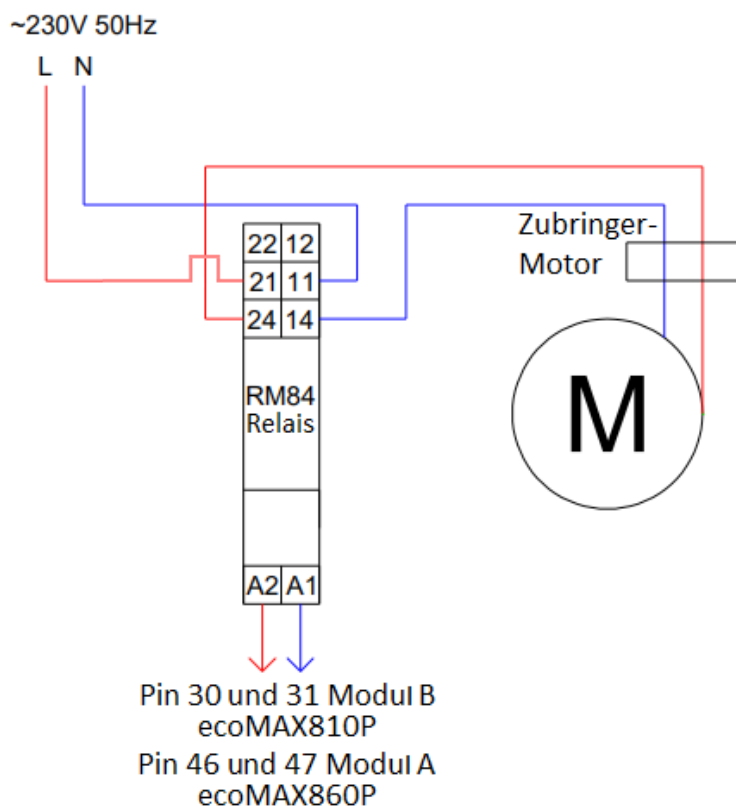 ~230V 50Hz
L N
Zubringer-
Motor
22 12
21 11
24 14
RM84
Relais
M
A2 A1
Pin 30 und 31 Modul B
ecoMAX810P
Pin 46 und 47 Modul A
ecoMAX860P